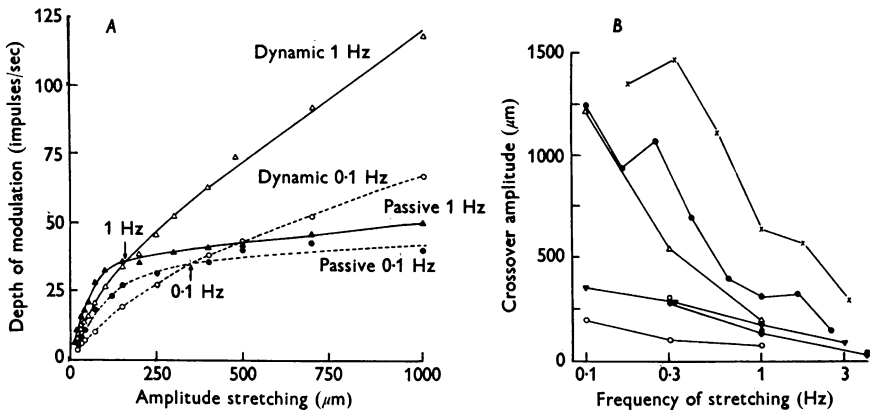 A
Depth of modulation (impulses/sec)
125
100
75
50
25
0
Dynamic 1 Hz
Dynamic 0·1 Hz
Passive 1 Hz
1 Hz
0·1 Hz
Passive 0·1 Hz
0 250 500 750 1000
Amplitude stretching (μm)
B
Crossover amplitude (μm)
1500
1000
500
0
0·1 0·3 1 3
Frequency of stretching (Hz)